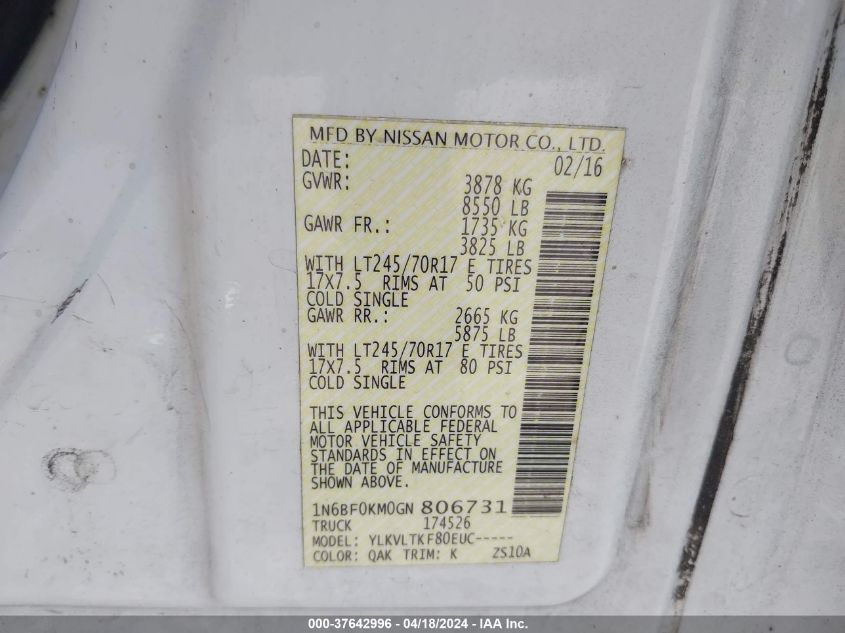 MFD BY NISSAN MOTOR CO., LTD.
DATE: 02/16
GVWR: 3878 KG
8550 LB
GAWR FR.: 1735 KG
3825 LB
WITH LT245/70R17 E TIRES
17X7.5 RIMS AT 50 PSI
COLD SINGLE
GAWR RR.: 2665 KG
5875 LB
WITH LT245/70R17 E TIRES
17X7.5 RIMS AT 80 PSI
COLD SINGLE
THIS VEHICLE CONFORMS TO
ALL APPLICABLE FEDERAL
MOTOR VEHICLE SAFETY
STANDARDS IN EFFECT ON
THE DATE OF MANUFACTURE
SHOWN ABOVE.
1N6BF0KM0GN 806731
TRUCK 174526
MODEL: YLKVLTKF80EUC-----
COLOR: QAK TRIM: K ZS10A
000-37642996 - 04/18/2024 - IAA Inc.